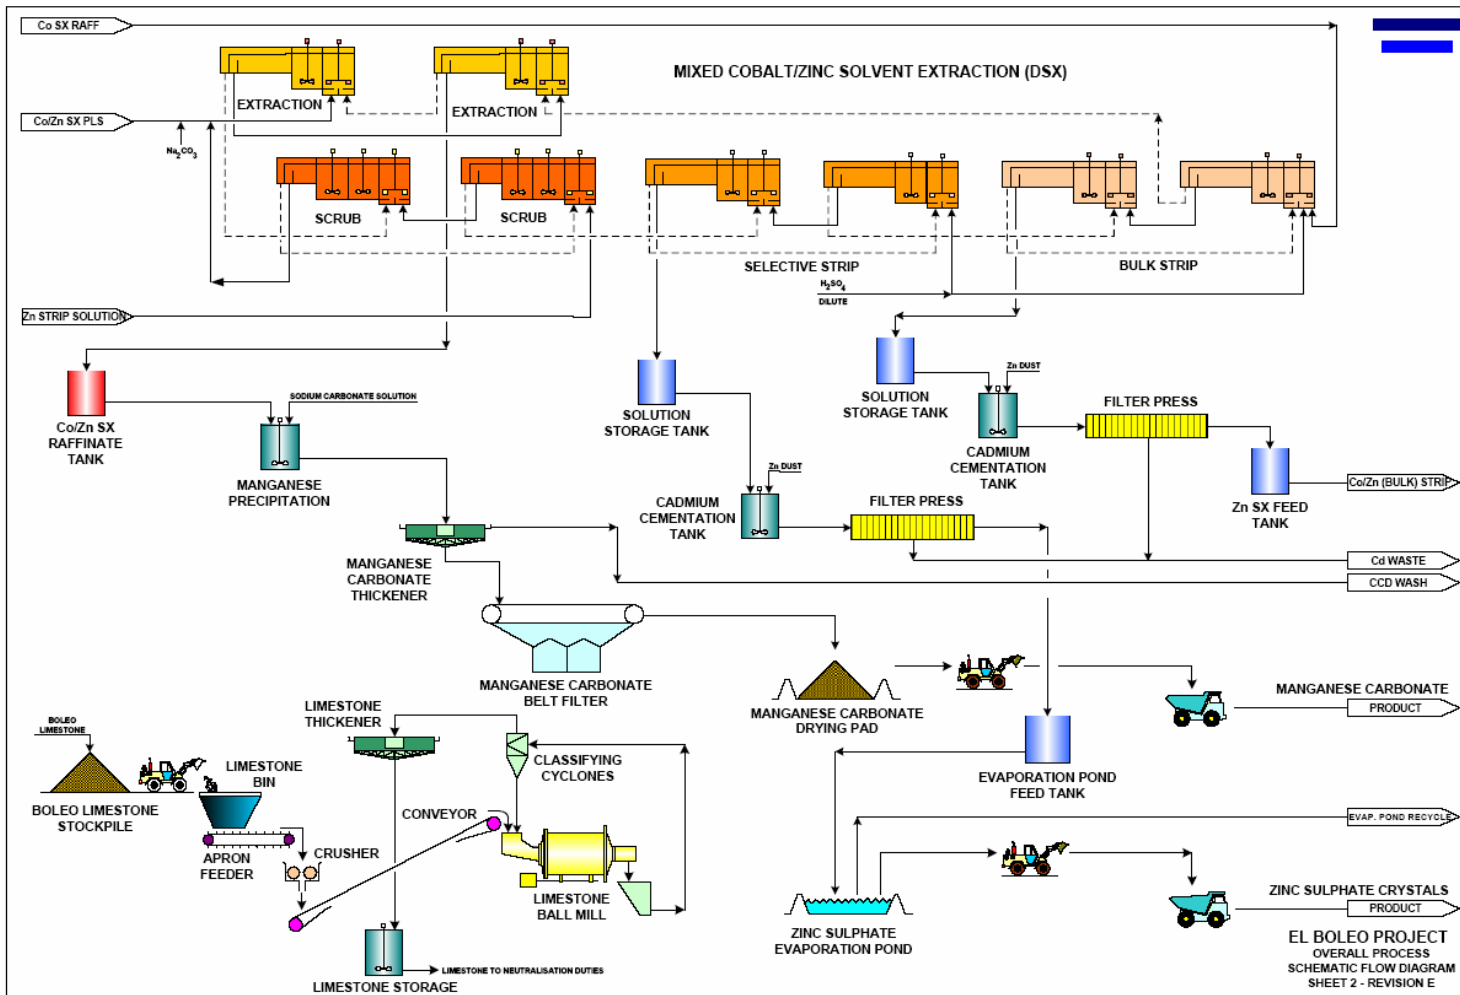 Co SX RAFF
MIXED COBALT/ZINC SOLVENT EXTRACTION (DSX)
EXTRACTION
EXTRACTION
Co/Zn SX PLS
Na2CO3
SCRUB
SCRUB
SELECTIVE STRIP
BULK STRIP
H2SO4
DILUTE
Zn STRIP SOLUTION
Zn DUST
SODIUM CARBONATE SOLUTION
SOLUTION
STORAGE TANK
SOLUTION
STORAGE TANK
FILTER PRESS
Co/Zn SX
RAFFINATE
TANK
CADMIUM
CEMENTATION
TANK
MANGANESE
PRECIPITATION
Zn DUST
Co/Zn (BULK) STRIP
CADMIUM
CEMENTATION
TANK
FILTER PRESS
Zn SX FEED
TANK
MANGANESE
CARBONATE
THICKENER
Cd WASTE
CCD WASH
MANGANESE CARBONATE
BELT FILTER
MANGANESE CARBONATE
DRYING PAD
MANGANESE CARBONATE
PRODUCT
LIMESTONE
THICKENER
BOLEO
LIMESTONE
CLASSIFYING
CYCLONES
LIMESTONE
BIN
EVAPORATION POND
FEED TANK
BOLEO LIMESTONE
STOCKPILE
CONVEYOR
EVAP. POND RECYCLE
APRON
FEEDER
CRUSHER
LIMESTONE
BALL MILL
ZINC SULPHATE CRYSTALS
PRODUCT
ZINC SULPHATE
EVAPORATION POND
LIMESTONE TO NEUTRALISATION DUTIES
LIMESTONE STORAGE
EL BOLEO PROJECT
OVERALL PROCESS
SCHEMATIC FLOW DIAGRAM
SHEET 2 - REVISION E